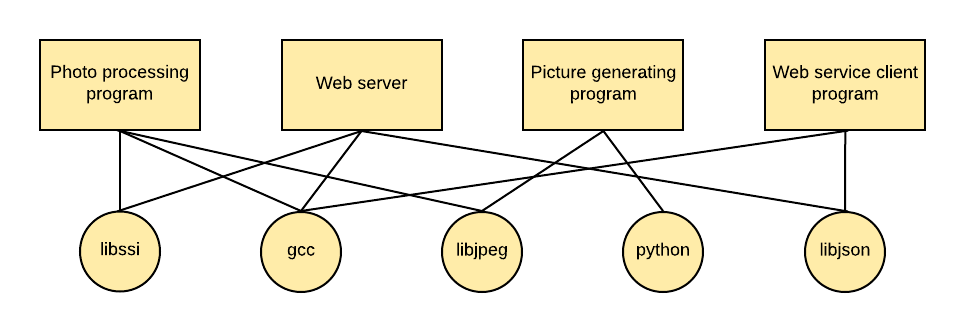 Photo processing
program
Web server
Picture generating
program
Web service client
program
libssi
gcc
libjpeg
python
libjson